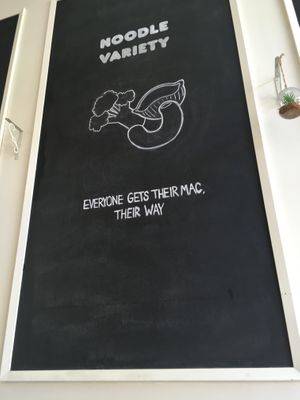 NOODLE
VARIETY
EVERYONE GETS THEIR MAC,
THEIR WAY